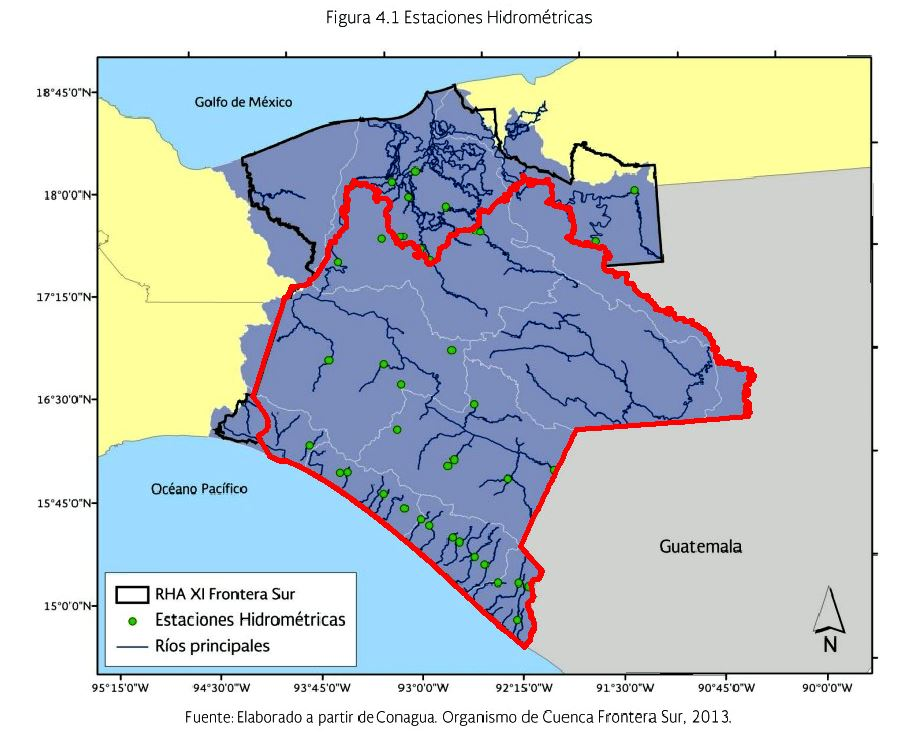 Figura 4.1 Estaciones Hidrométricas
18°45'0"N
18°0'0"N
17°15'0"N
16°30'0"N
15°45'0"N
15°0'0"N
Golfo de México
Océano Pacífico
Guatemala
RHA XI Frontera Sur
Estaciones Hidrométricas
Ríos principales
N
95°15'0"W 94°30'0"W 93°45'0"W 93°0'0"W 92°15'0"W 91°30'0"W 90°45'0"W 90°0'0"W
Fuente: Elaborado a partir de Conagua. Organismo de Cuenca Frontera Sur, 2013.